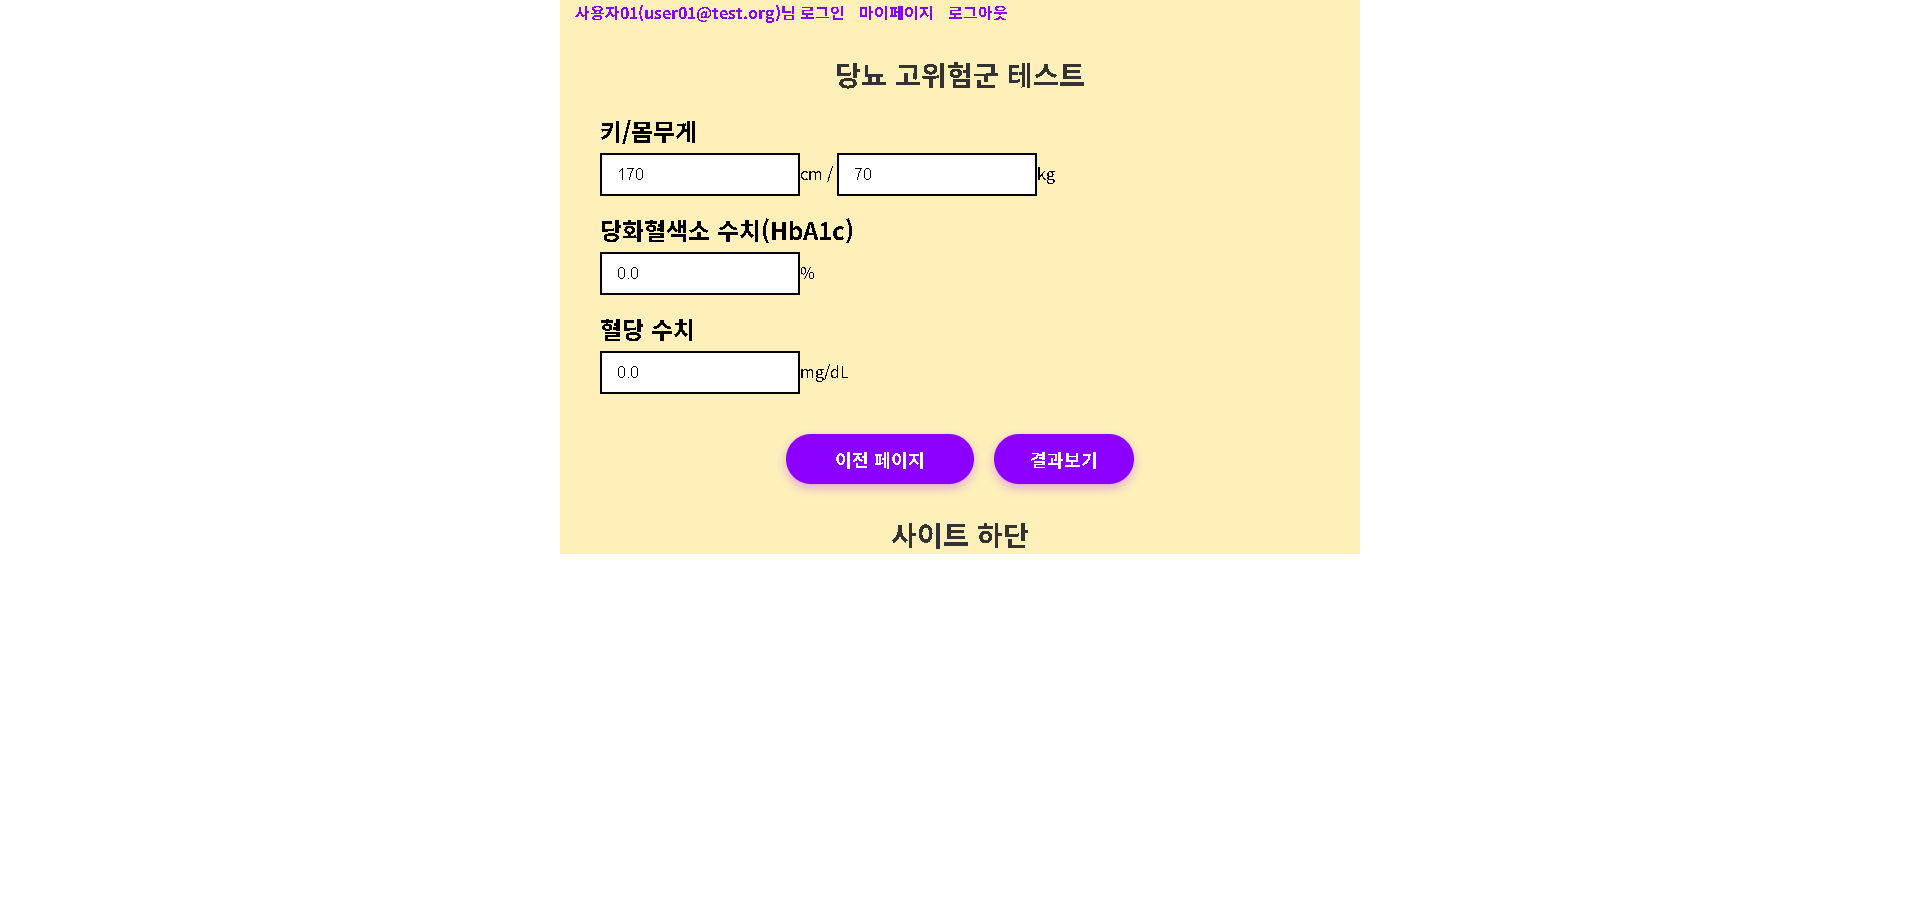 사용자01(user01@test.org)님 로그인 마이페이지 로그아웃
당뇨 고위험군 테스트
키/몸무게
170 cm / 70 kg
당화혈색소 수치(HbA1c)
0.0 %
혈당 수치
0.0 mg/dL
이전 페이지 결과보기
사이트 하단